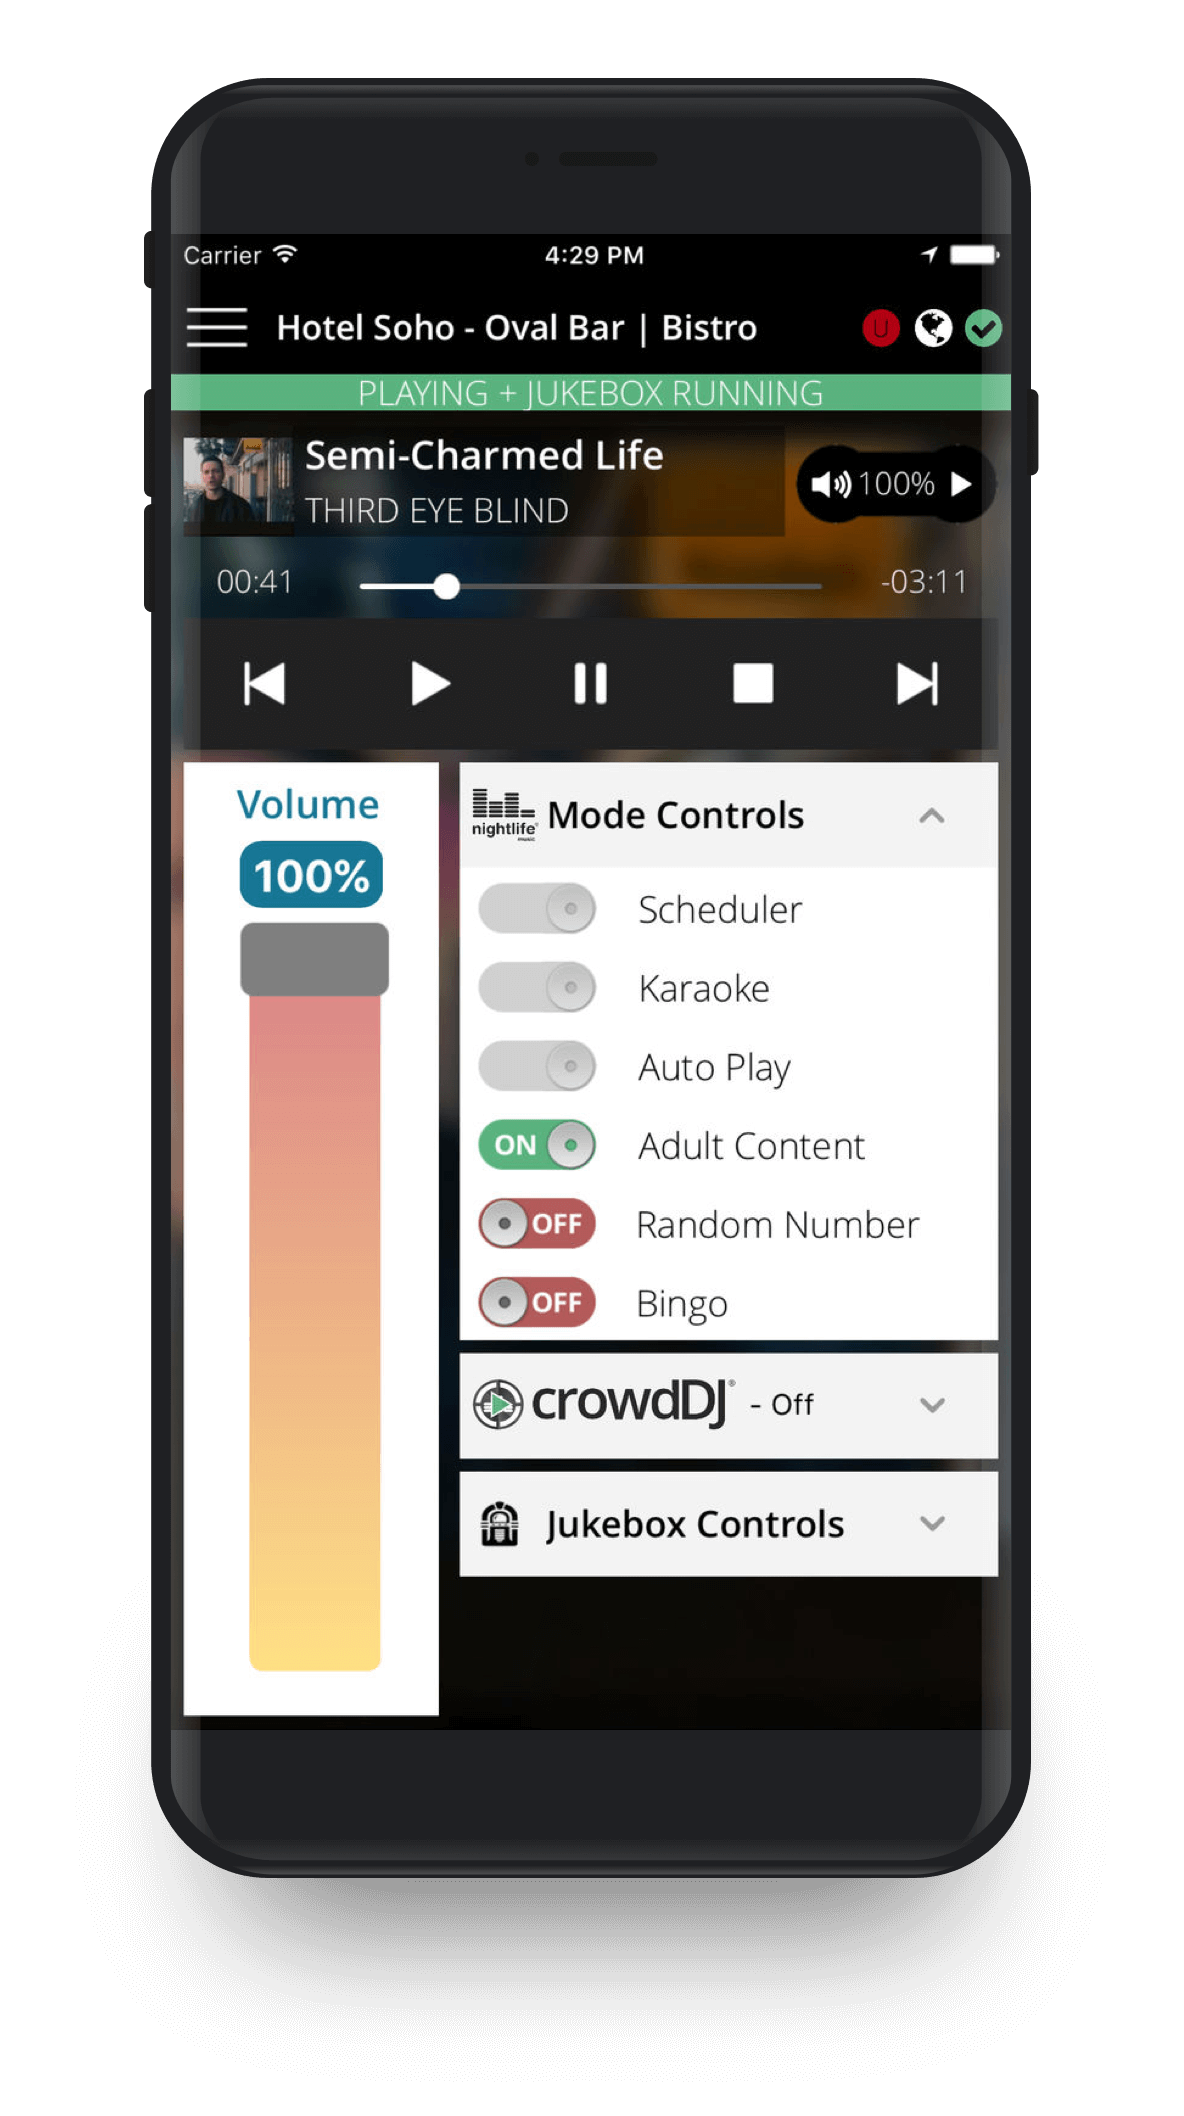 Carrier 4:29 PM
Hotel Soho - Oval Bar | Bistro U
PLAYING + JUKEBOX RUNNING
Semi-Charmed Life
THIRD EYE BLIND
100%
00:41 -03:11
Volume
100%
nightlife®
music
Mode Controls
Scheduler
Karaoke
Auto Play
ON Adult Content
OFF Random Number
OFF Bingo
crowdDJ® - Off
Jukebox Controls